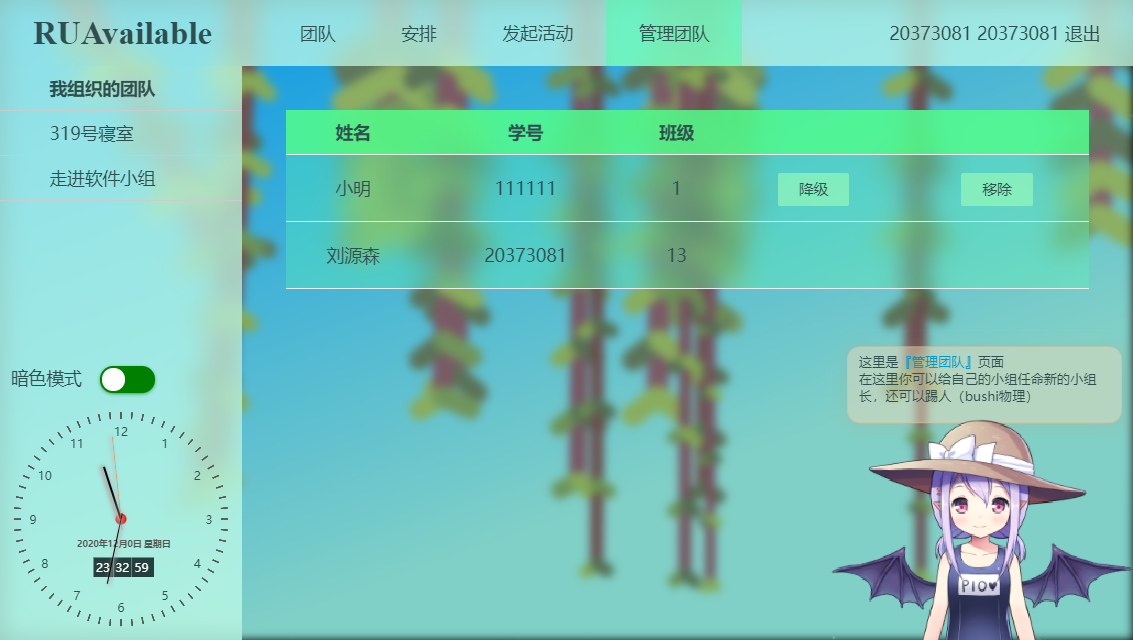 RUAvailable 团队 安排 发起活动 管理团队 20373081 20373081 退出
我组织的团队
319号寝室
走进软件小组
姓名 学号 班级
小明 111111 1 降级 移除
刘源森 20373081 13
暗色模式
12
11 1
10 2
9 3
2020年12月0日 星期日
23 32 59
8 4
7 5
6
这里是『管理团队』页面
在这里你可以给自己的小组任命新的小组
长，还可以踢人（bushi物理）
PIO♥